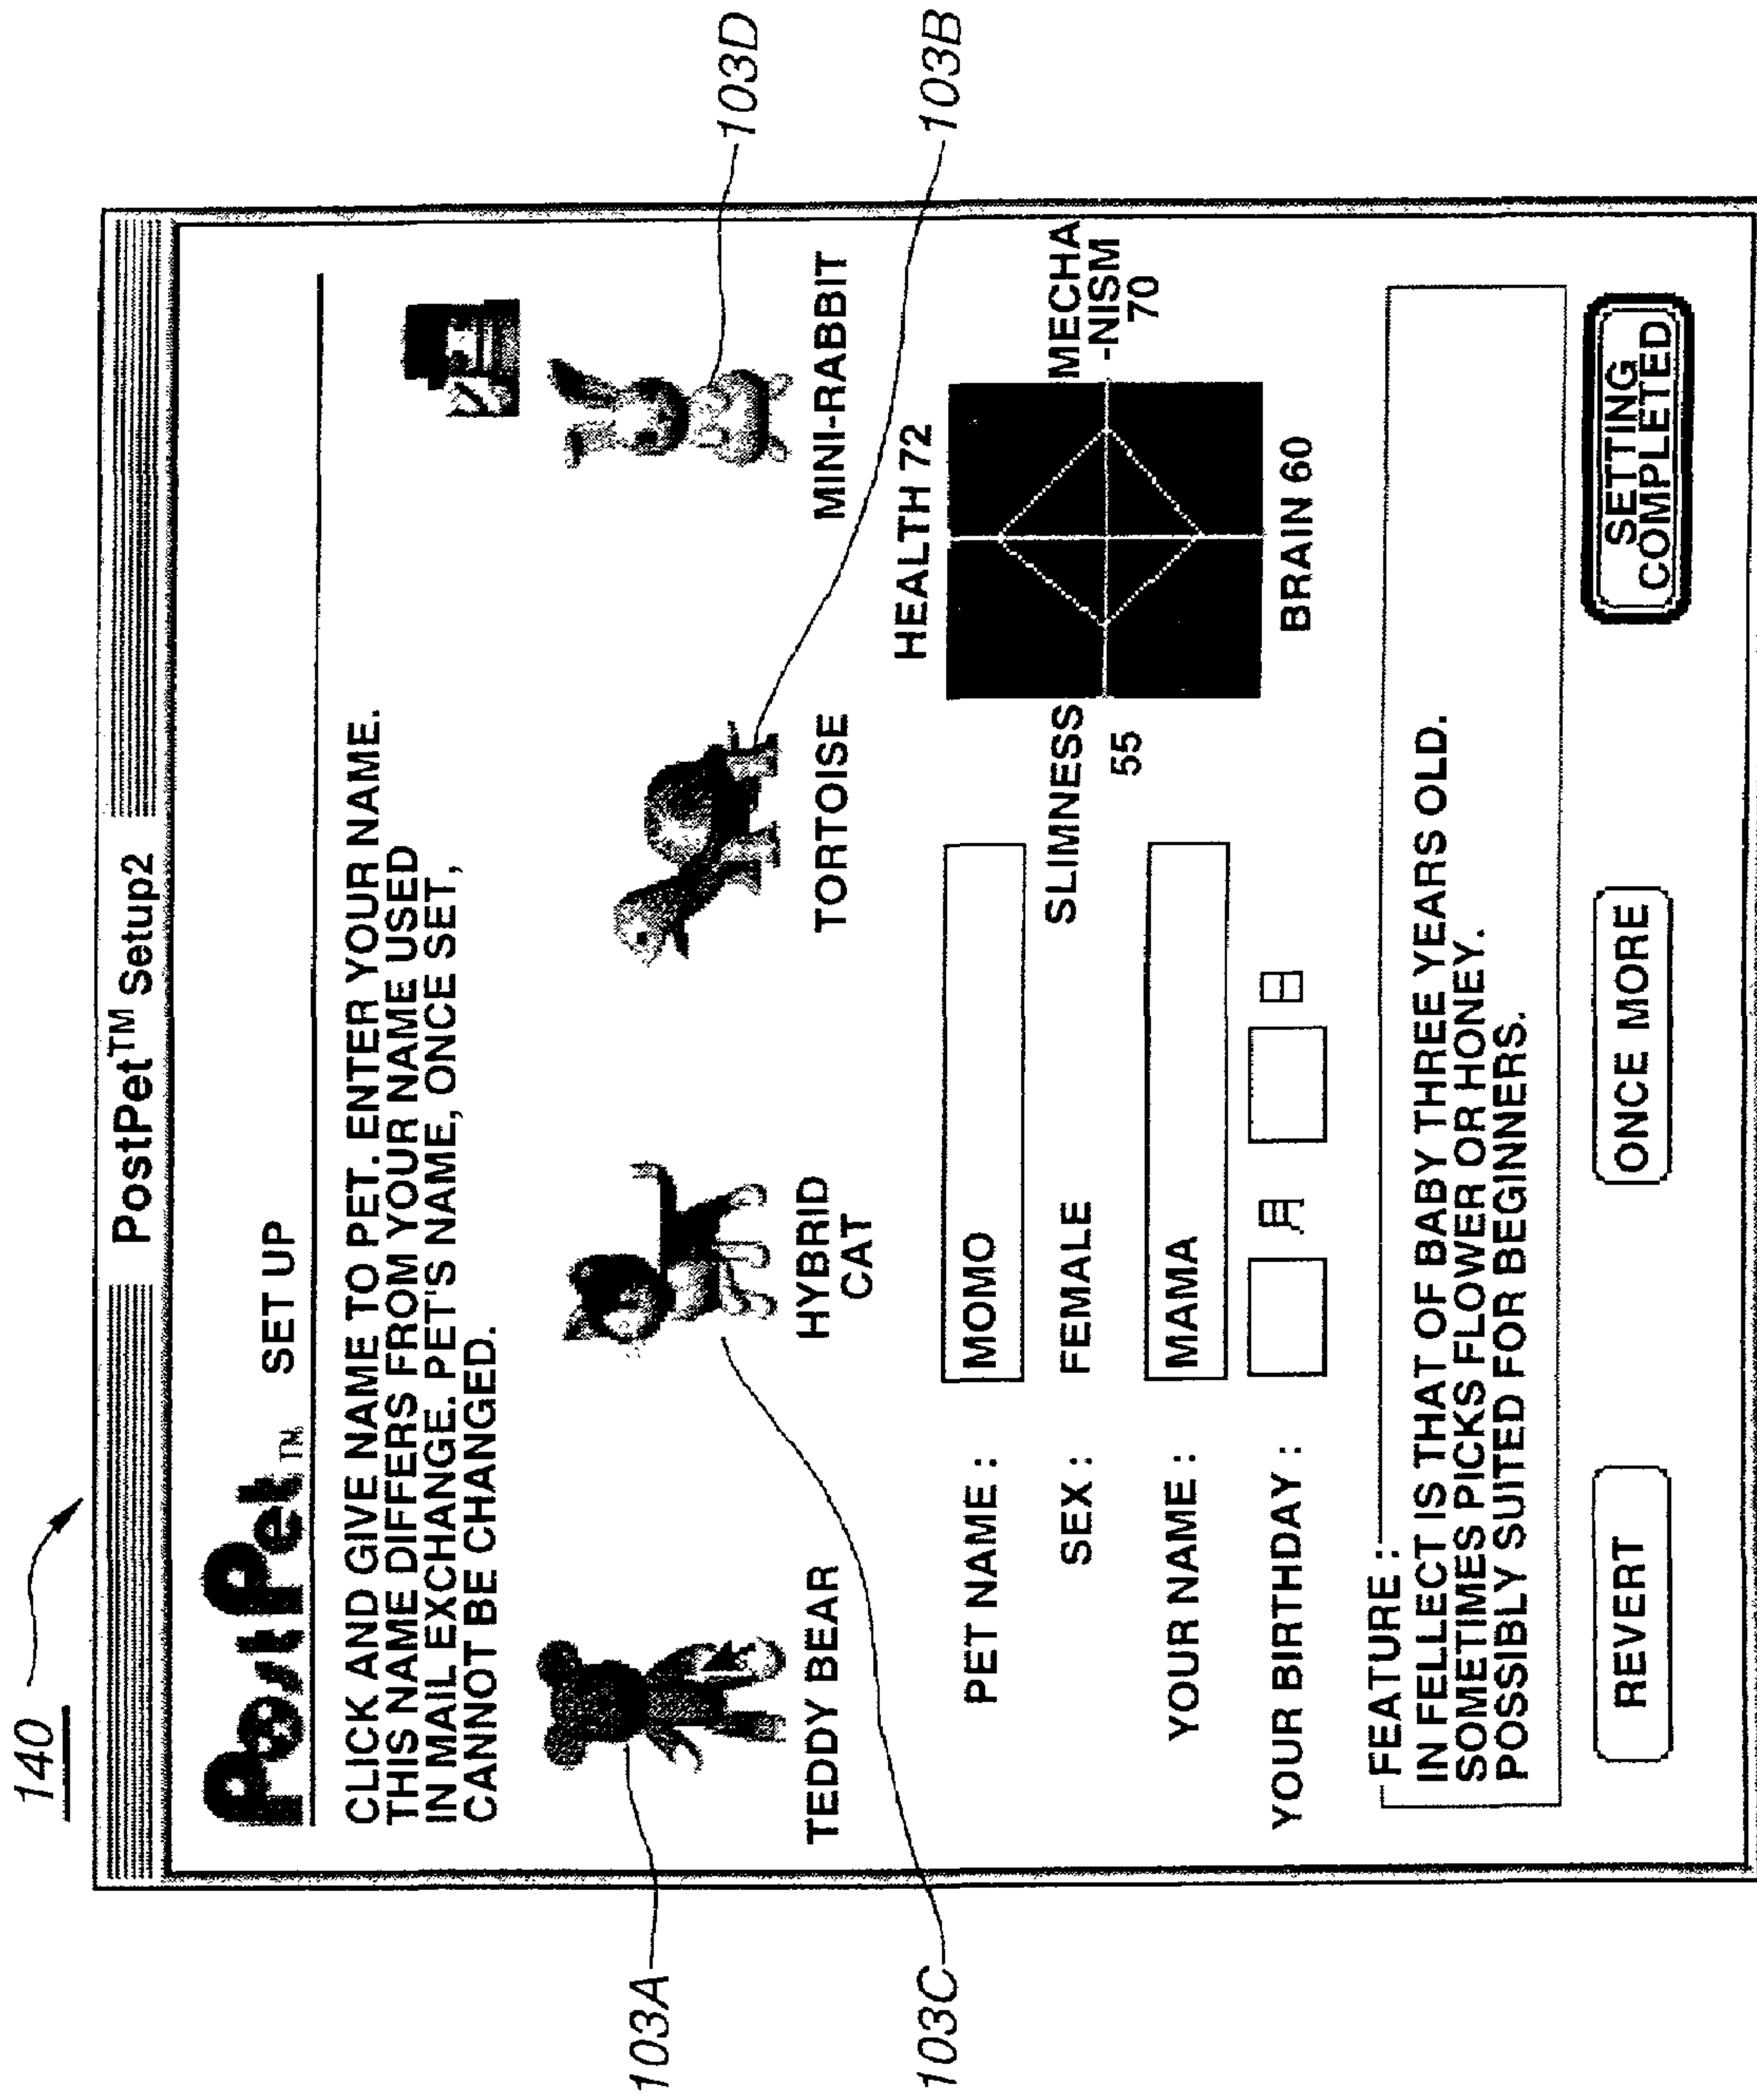 140
PostPet™ Setup2
PostPet™ SET UP
CLICK AND GIVE NAME TO PET. ENTER YOUR NAME.
THIS NAME DIFFERS FROM YOUR NAME USED
IN MAIL EXCHANGE. PET'S NAME, ONCE SET,
CANNOT BE CHANGED.
103A
103D
TEDDY BEAR
HYBRID
CAT
TORTOISE
MINI-RABBIT
103C
103B
PET NAME : MOMO
SEX : FEMALE
YOUR NAME : MAMA
YOUR BIRTHDAY : 月 日
HEALTH 72
SLIMNESS
55
MECHA
-NISM
70
BRAIN 60
FEATURE :
IN FELLECT IS THAT OF BABY THREE YEARS OLD.
SOMETIMES PICKS FLOWER OR HONEY.
POSSIBLY SUITED FOR BEGINNERS.
REVERT
ONCE MORE
SETTING
COMPLETED